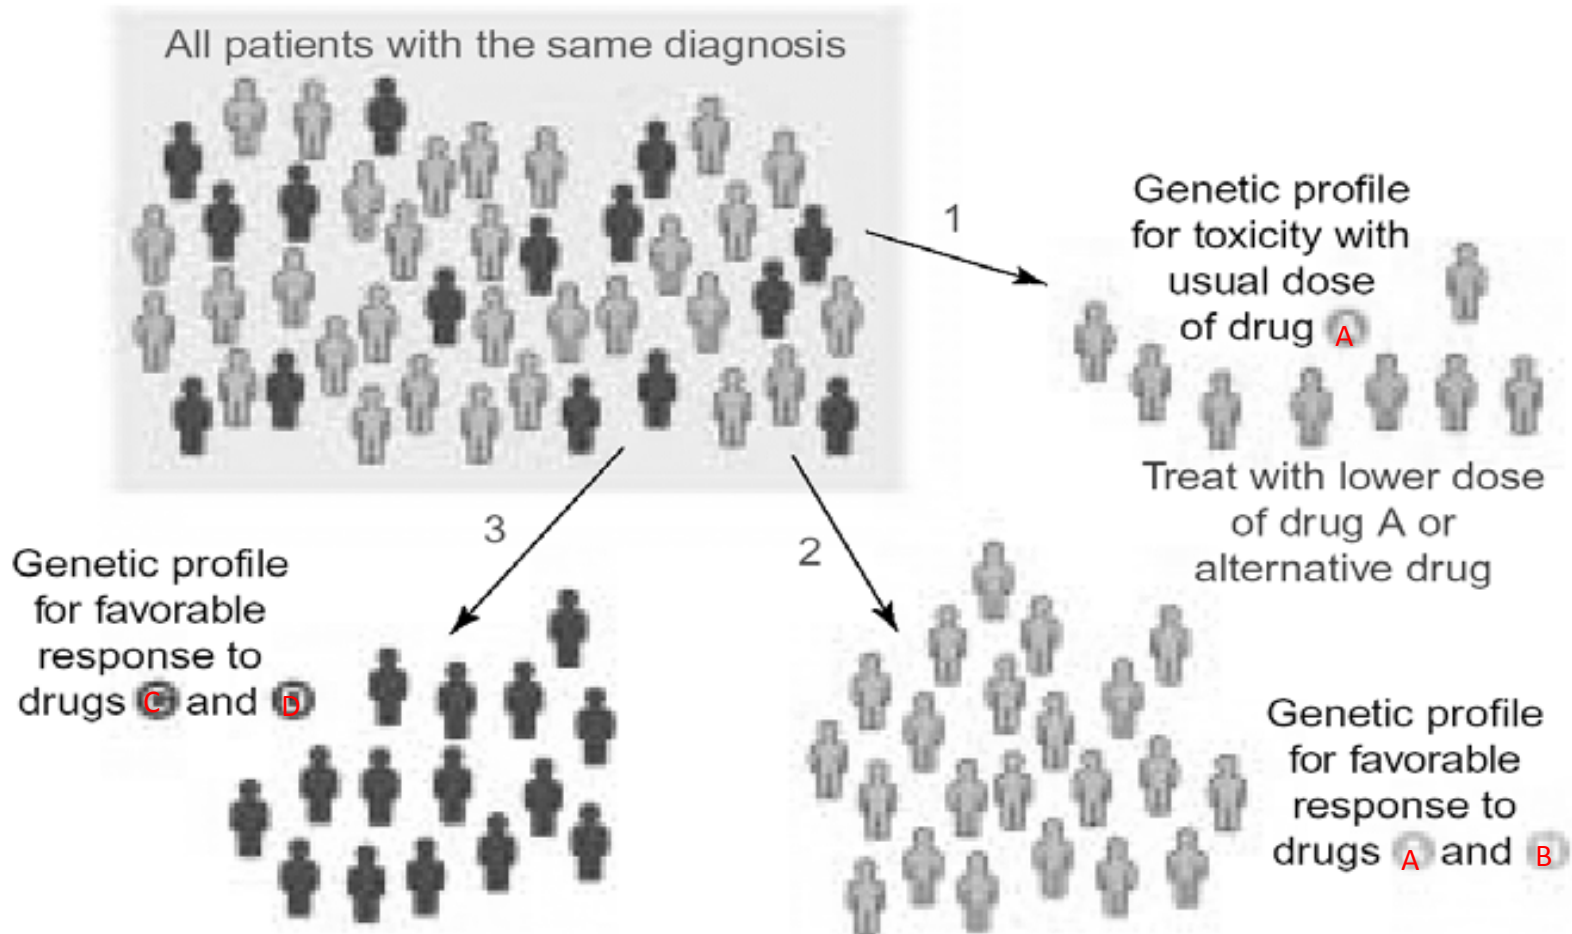 All patients with the same diagnosis
1
Genetic profile
for toxicity with
usual dose
of drug A
Treat with lower dose
of drug A or
alternative drug
3
2
Genetic profile
for favorable
response to
drugs C and D
Genetic profile
for favorable
response to
drugs A and B